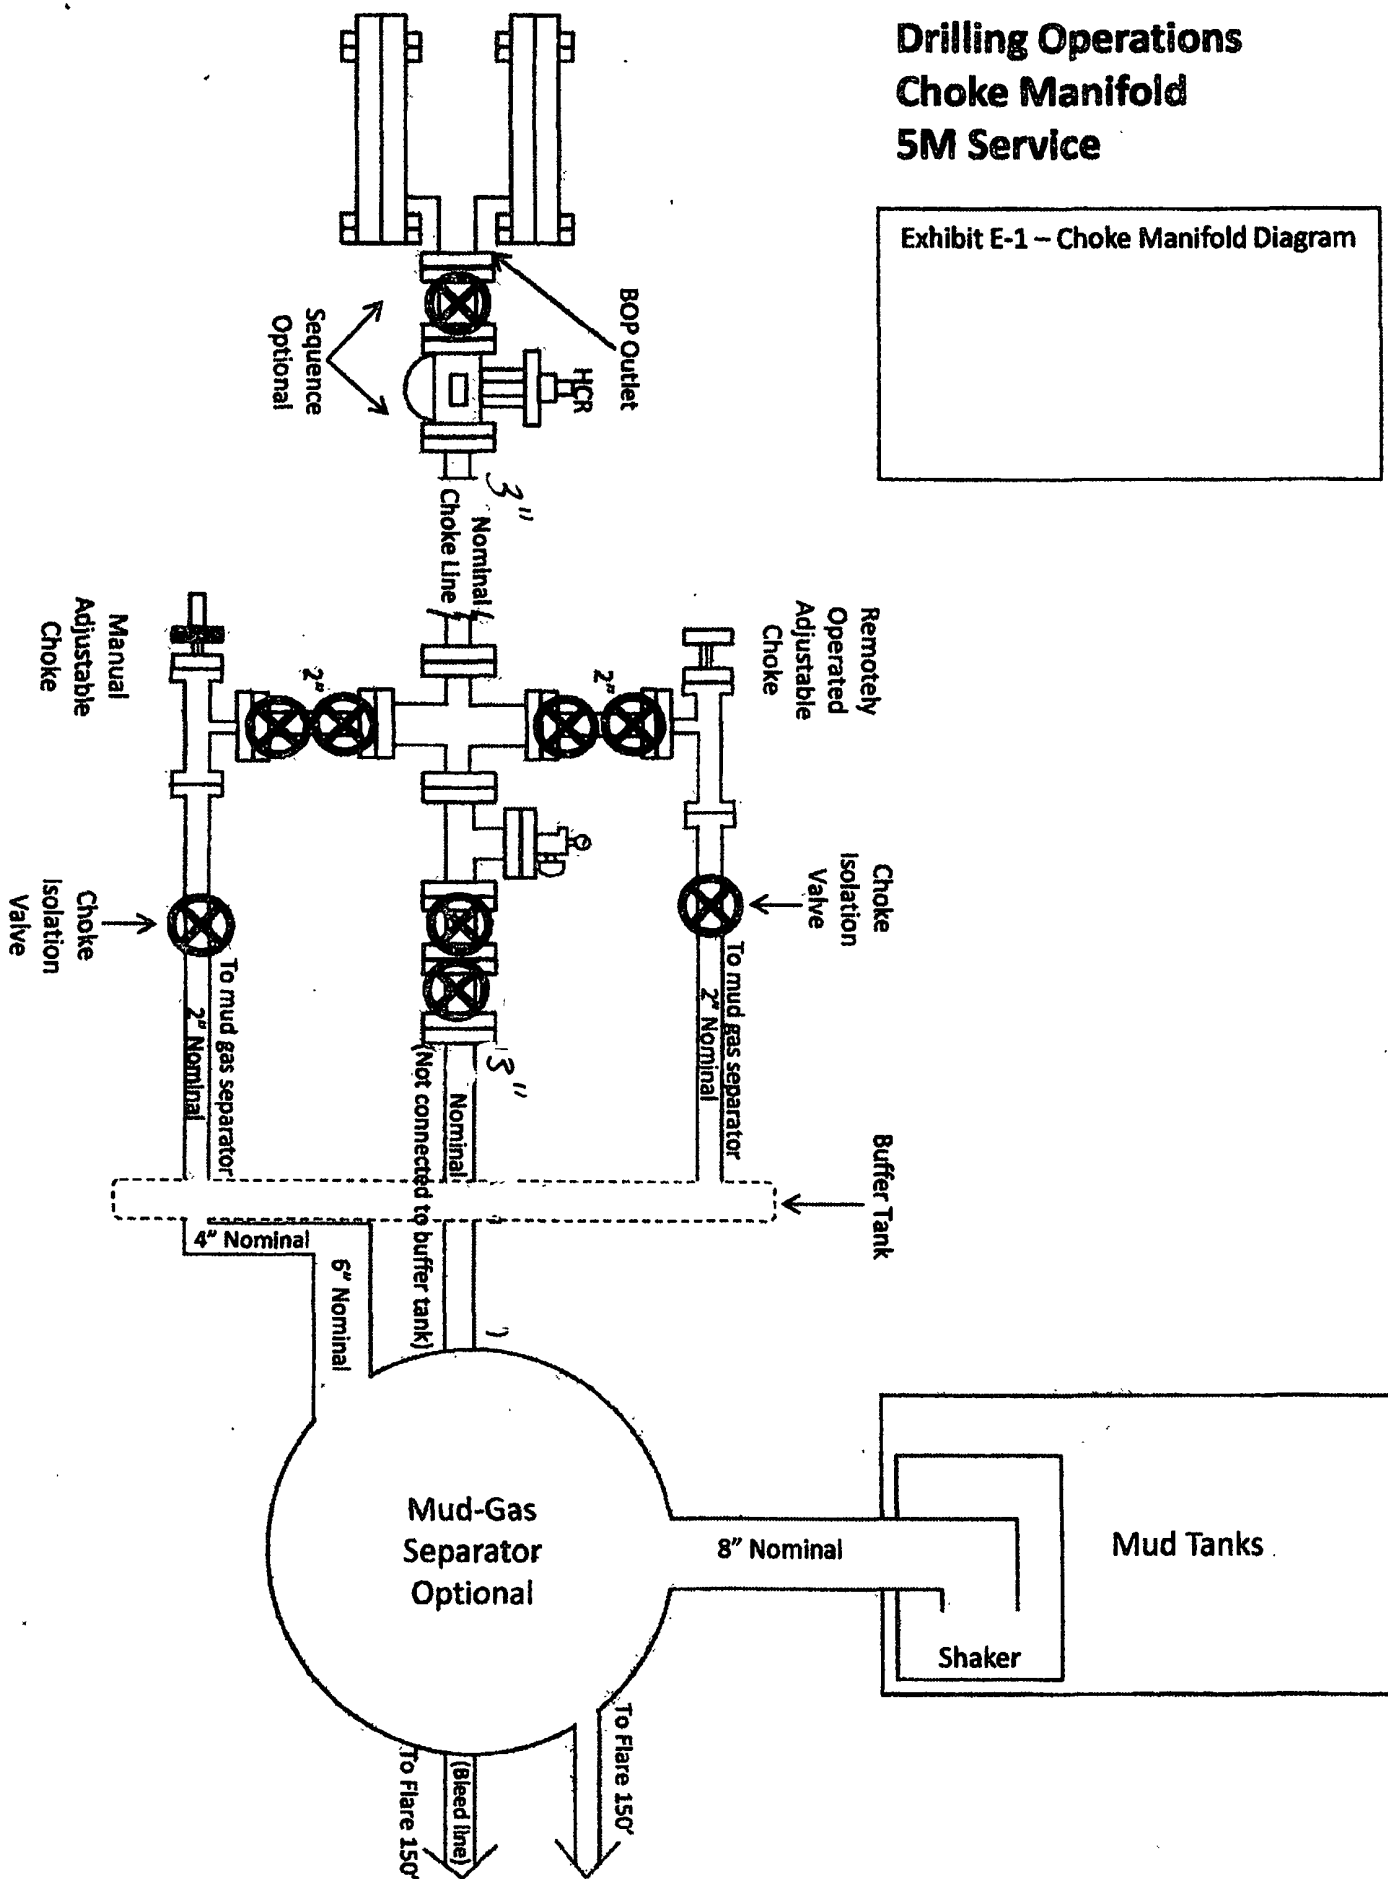 Drilling Operations
Choke Manifold
5M Service
Exhibit E-1 – Choke Manifold Diagram
BOP Outlet
HCR
Sequence
Optional
3"
Nominal
Choke Line
Remotely
Operated
Adjustable
Choke
Manual
Adjustable
Choke
2"
2"
Choke
Isolation
Valve
Choke
Isolation
Valve
To mud gas separator
2" Nominal
To mud gas separator
2" Nominal
3"
Nominal
(Not connected to buffer tank)
Buffer Tank
4" Nominal
6" Nominal
Mud-Gas
Separator
Optional
8" Nominal
Mud Tanks
Shaker
To Flare 150'
(Bleed line)
To Flare 150'